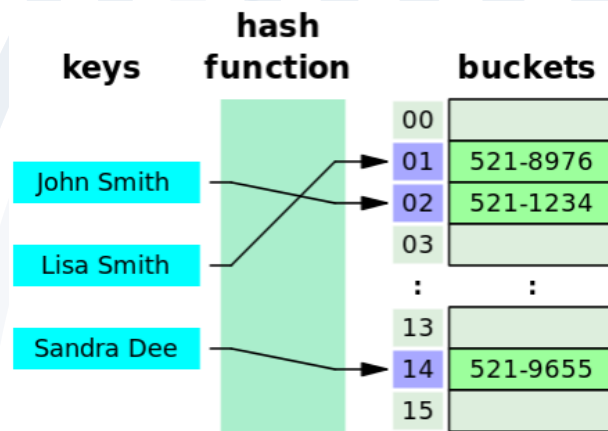 hash
keys function buckets
00
01 521-8976
John Smith
02 521-1234
03
Lisa Smith
: :
13
Sandra Dee
14 521-9655
15